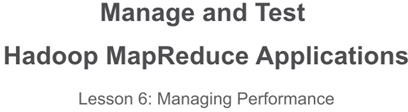 Manage and Test
Hadoop MapReduce Applications
Lesson 6: Managing Performance